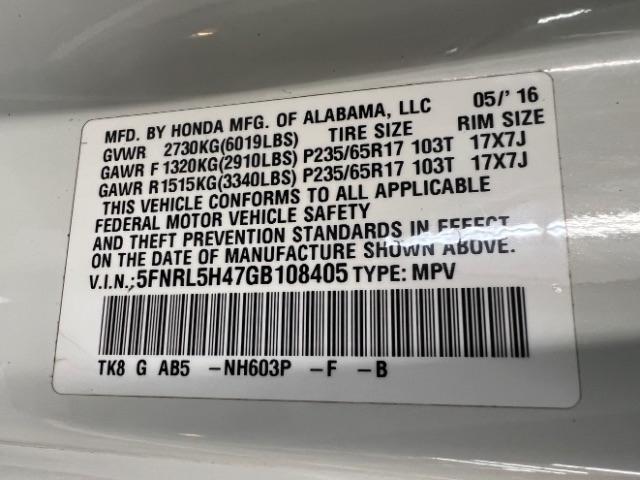 MFD. BY HONDA MFG. OF ALABAMA, LLC 05/'16
GVWR 2730KG(6019LBS) TIRE SIZE RIM SIZE
GAWR F 1320KG(2910LBS) P235/65R17 103T 17X7J
GAWR R1515KG(3340LBS) P235/65R17 103T 17X7J
THIS VEHICLE CONFORMS TO ALL APPLICABLE
FEDERAL MOTOR VEHICLE SAFETY
AND THEFT PREVENTION STANDARDS IN EFFECT
ON THE DATE OF MANUFACTURE SHOWN ABOVE.
V.I.N.:5FNRL5H47GB108405 TYPE: MPV
TK8 G AB5 -NH603P -F -B